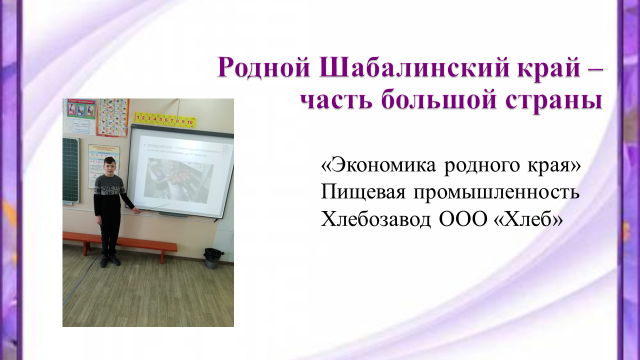 Родной Шабалинский край –
часть большой страны
«Экономика родного края»
Пищевая промышленность
Хлебозавод ООО «Хлеб»